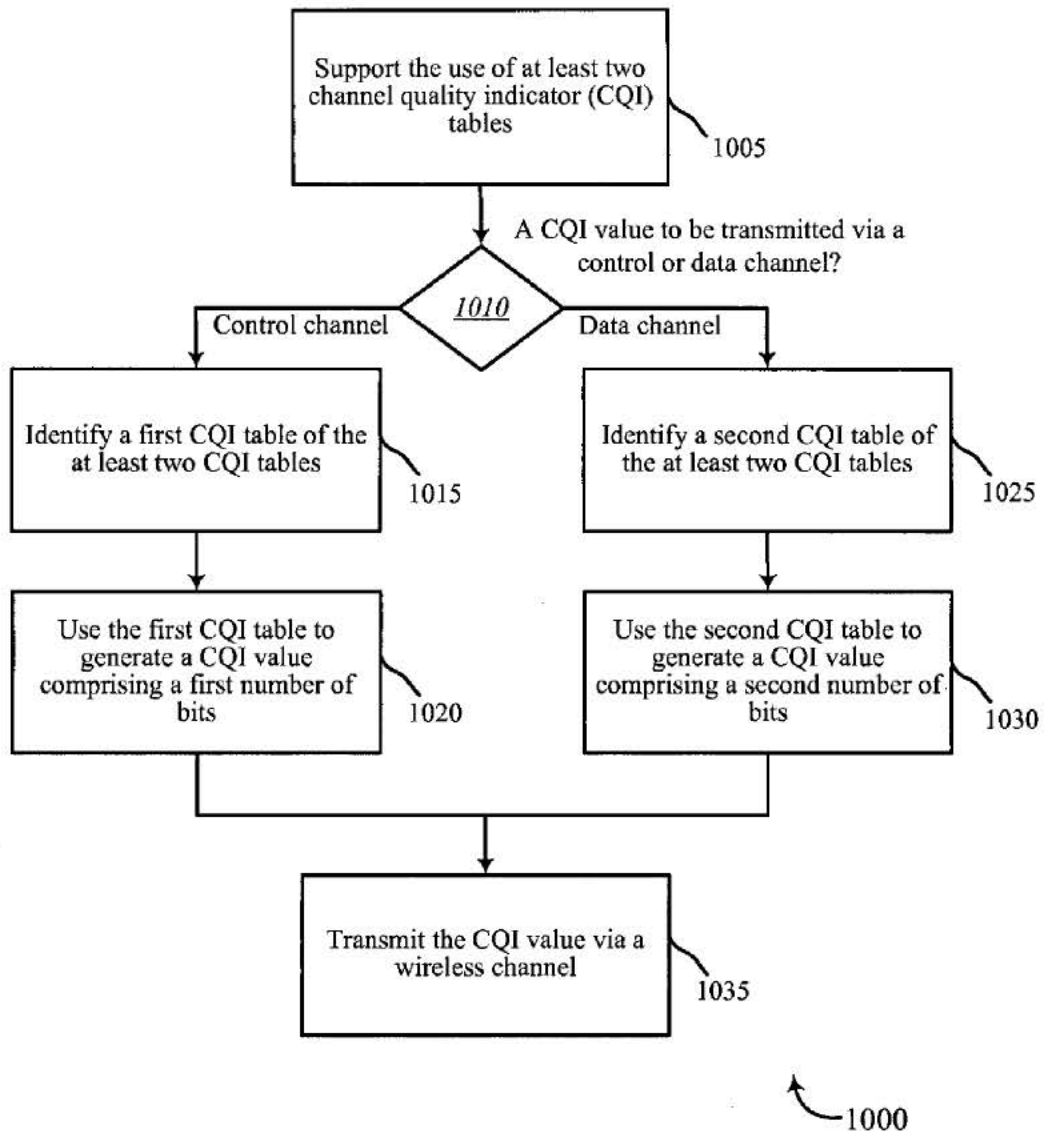 Support the use of at least two
channel quality indicator (CQI)
tables
1005
A CQI value to be transmitted via a
control or data channel?
1010
Control channel
Data channel
Identify a first CQI table of the
at least two CQI tables
1015
Identify a second CQI table of
the at least two CQI tables
1025
Use the first CQI table to
generate a CQI value
comprising a first number of
bits
1020
Use the second CQI table to
generate a CQI value
comprising a second number of
bits
1030
Transmit the CQI value via a
wireless channel
1035
1000